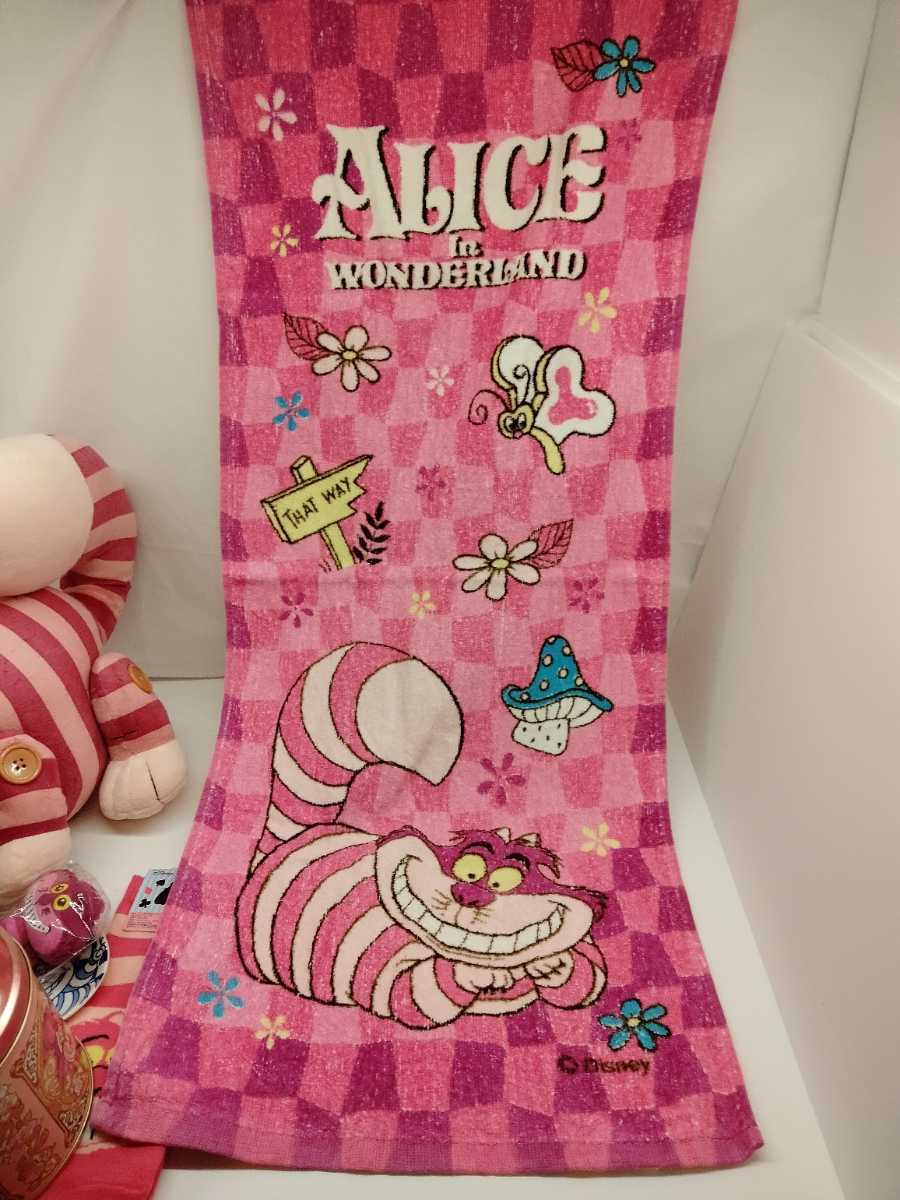 ALICE
In
WONDERLAND
THAT WAY
© Disney